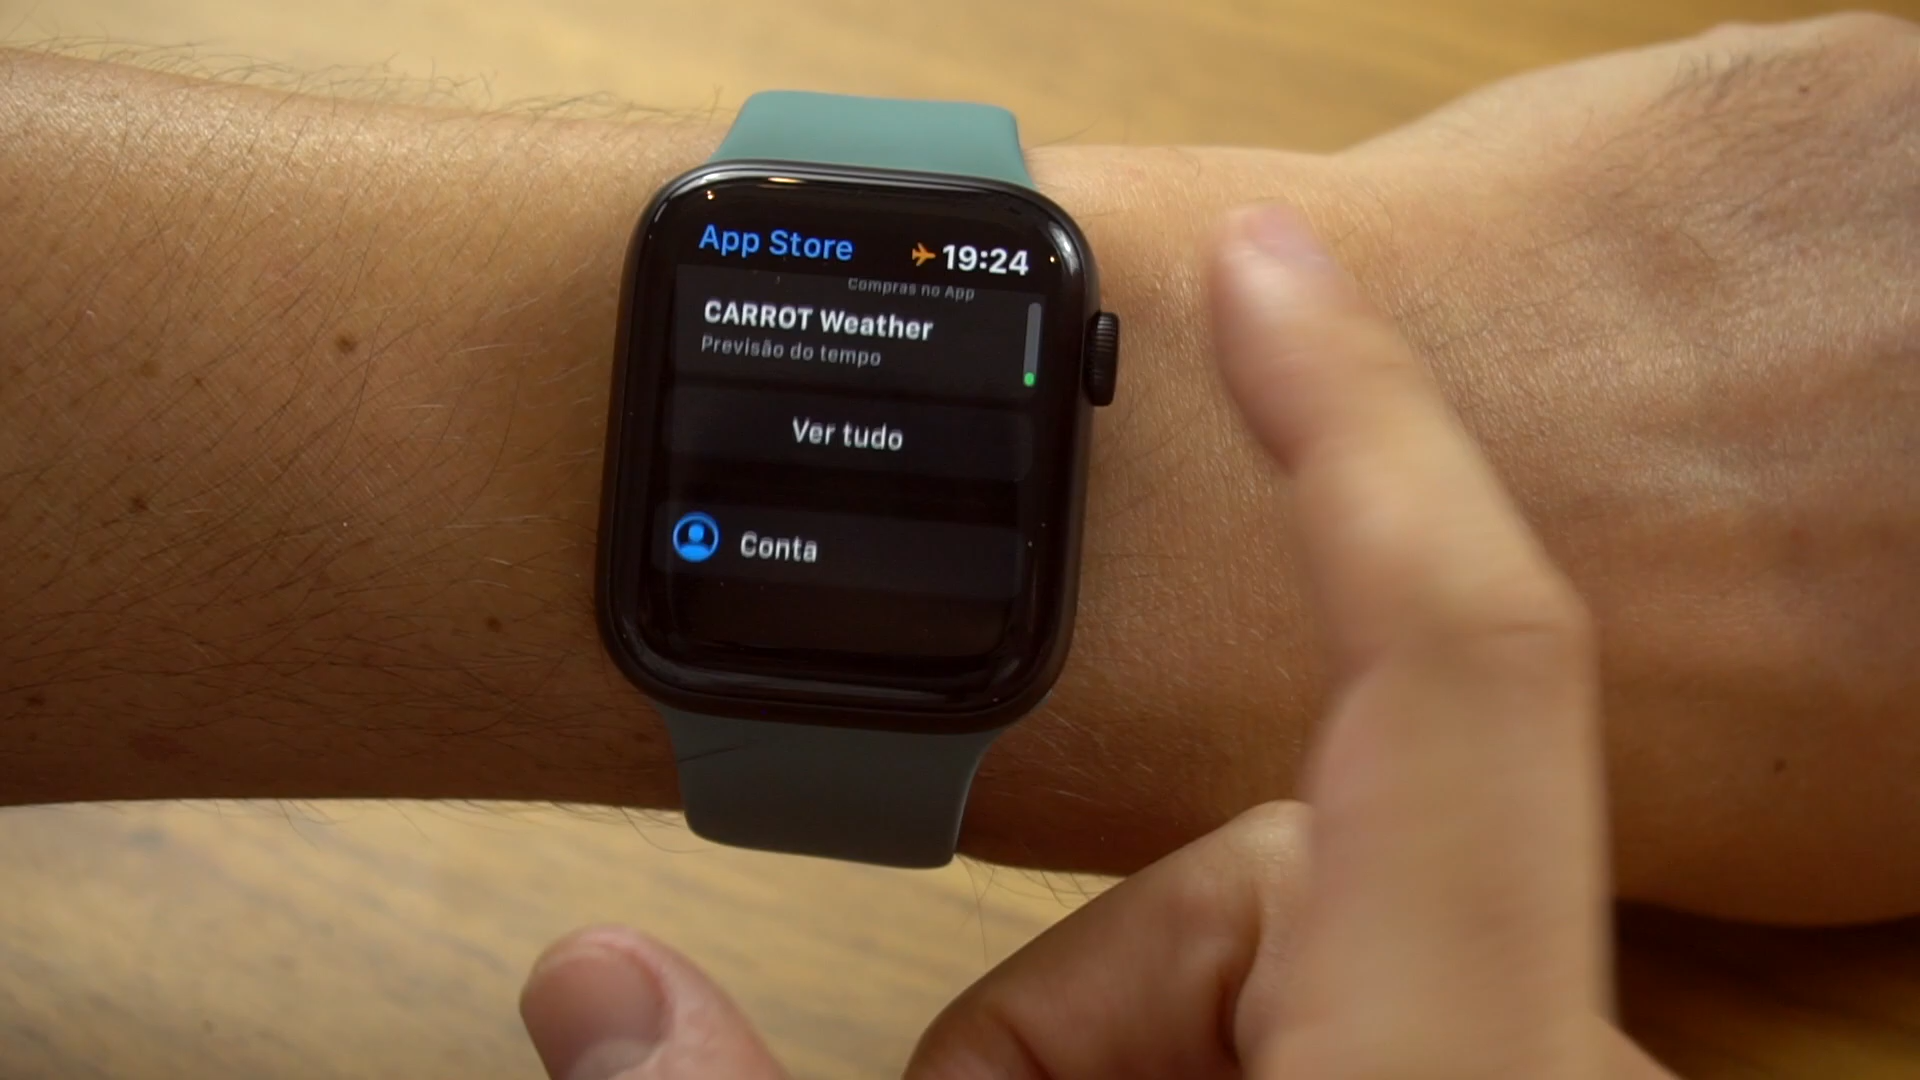 App Store 19:24
Compras no App
CARROT Weather
Previsão do tempo
Ver tudo
Conta